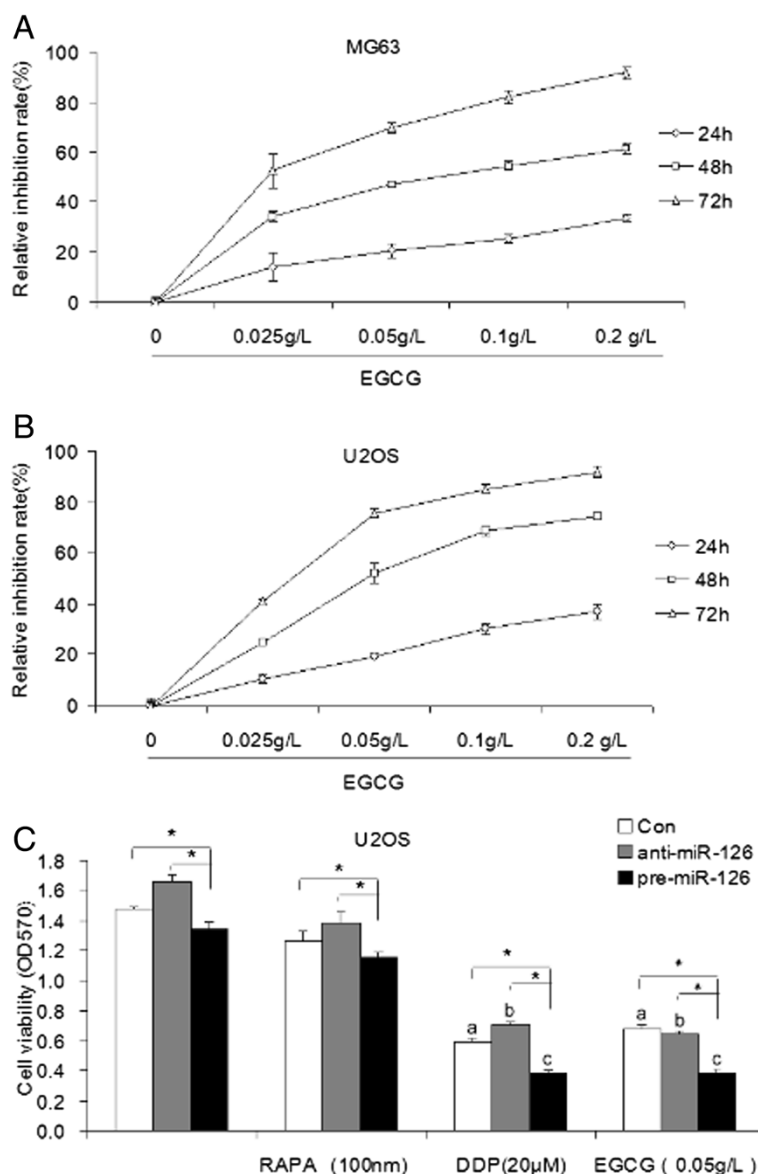 A
MG63
Relative inhibition rate(%)
100
80
60
40
20
0
24h
48h
72h
0 0.025g/L 0.05g/L 0.1g/L 0.2 g/L
EGCG
B
U2OS
Relative inhibition rate(%)
100
80
60
40
20
0
24h
48h
72h
0 0.025g/L 0.05g/L 0.1g/L 0.2 g/L
EGCG
C
U2OS
Con
anti-miR-126
pre-miR-126
Cell viability (OD570)
1.8
1.6
1.4
1.2
1.0
0.8
0.6
0.4
0.2
0.0
* *
* *
* *
* *
a b c
a b c
RAPA (100nm) DDP(20µM) EGCG ( 0.05g/L)